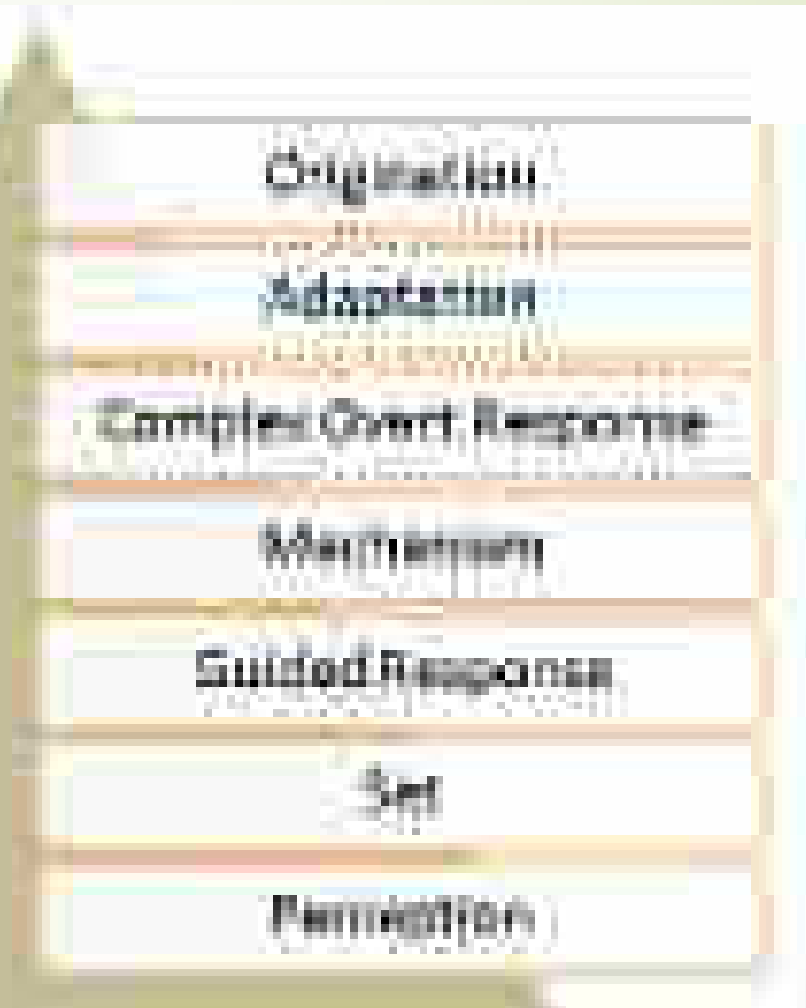 Origination
Adaptation
Complex Overt Response
Mechanism
Guided Response
Set
Perception